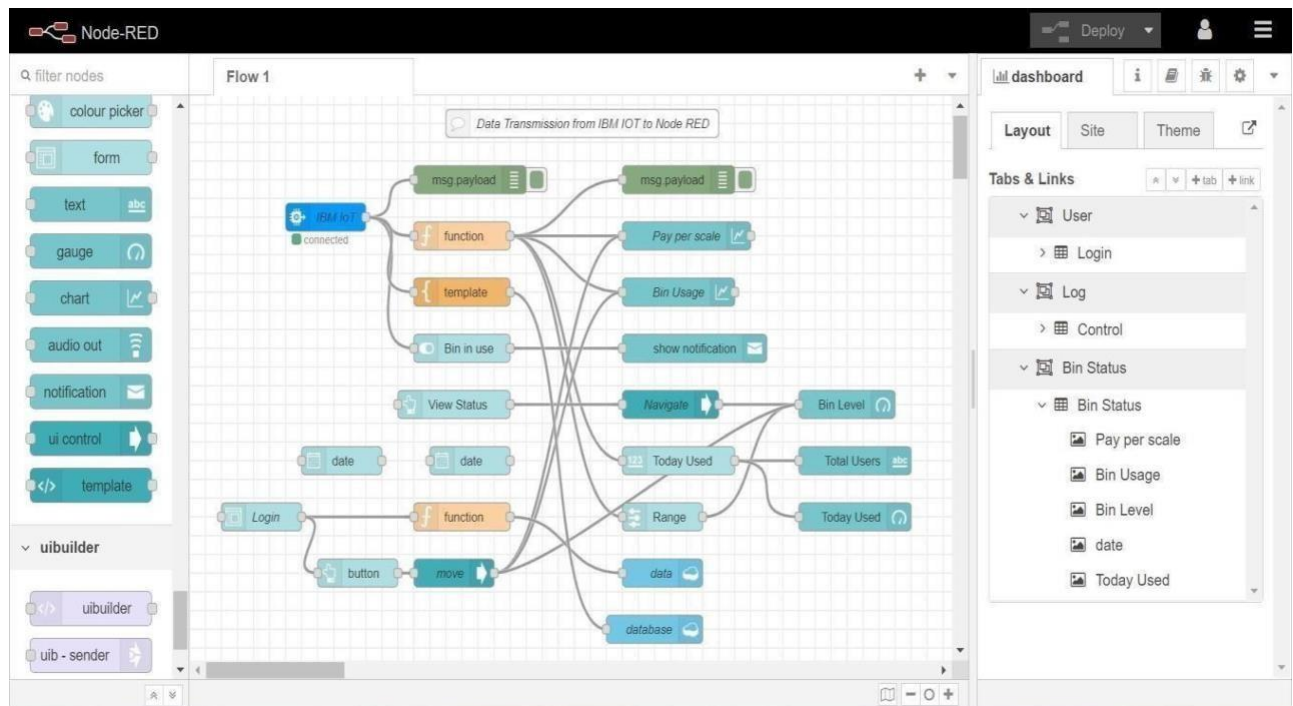 Node-RED
Deploy
filter nodes
colour picker
form
text
abc
gauge
chart
audio out
notification
ui control
template
uibuilder
uibuilder
uib - sender
Flow 1
Data Transmission from IBM IOT to Node RED
msg.payload
msg.payload
IBM IoT
connected
function
Pay per scale
template
Bin Usage
Bin in use
show notification
View Status
Navigate
Bin Level
date
date
123
Today Used
Total Users
abc
Login
function
Range
Today Used
button
move
data
database
dashboard
i
Layout
Site
Theme
Tabs & Links
+ tab
+ link
User
Login
Log
Control
Bin Status
Bin Status
Pay per scale
Bin Usage
Bin Level
date
Today Used